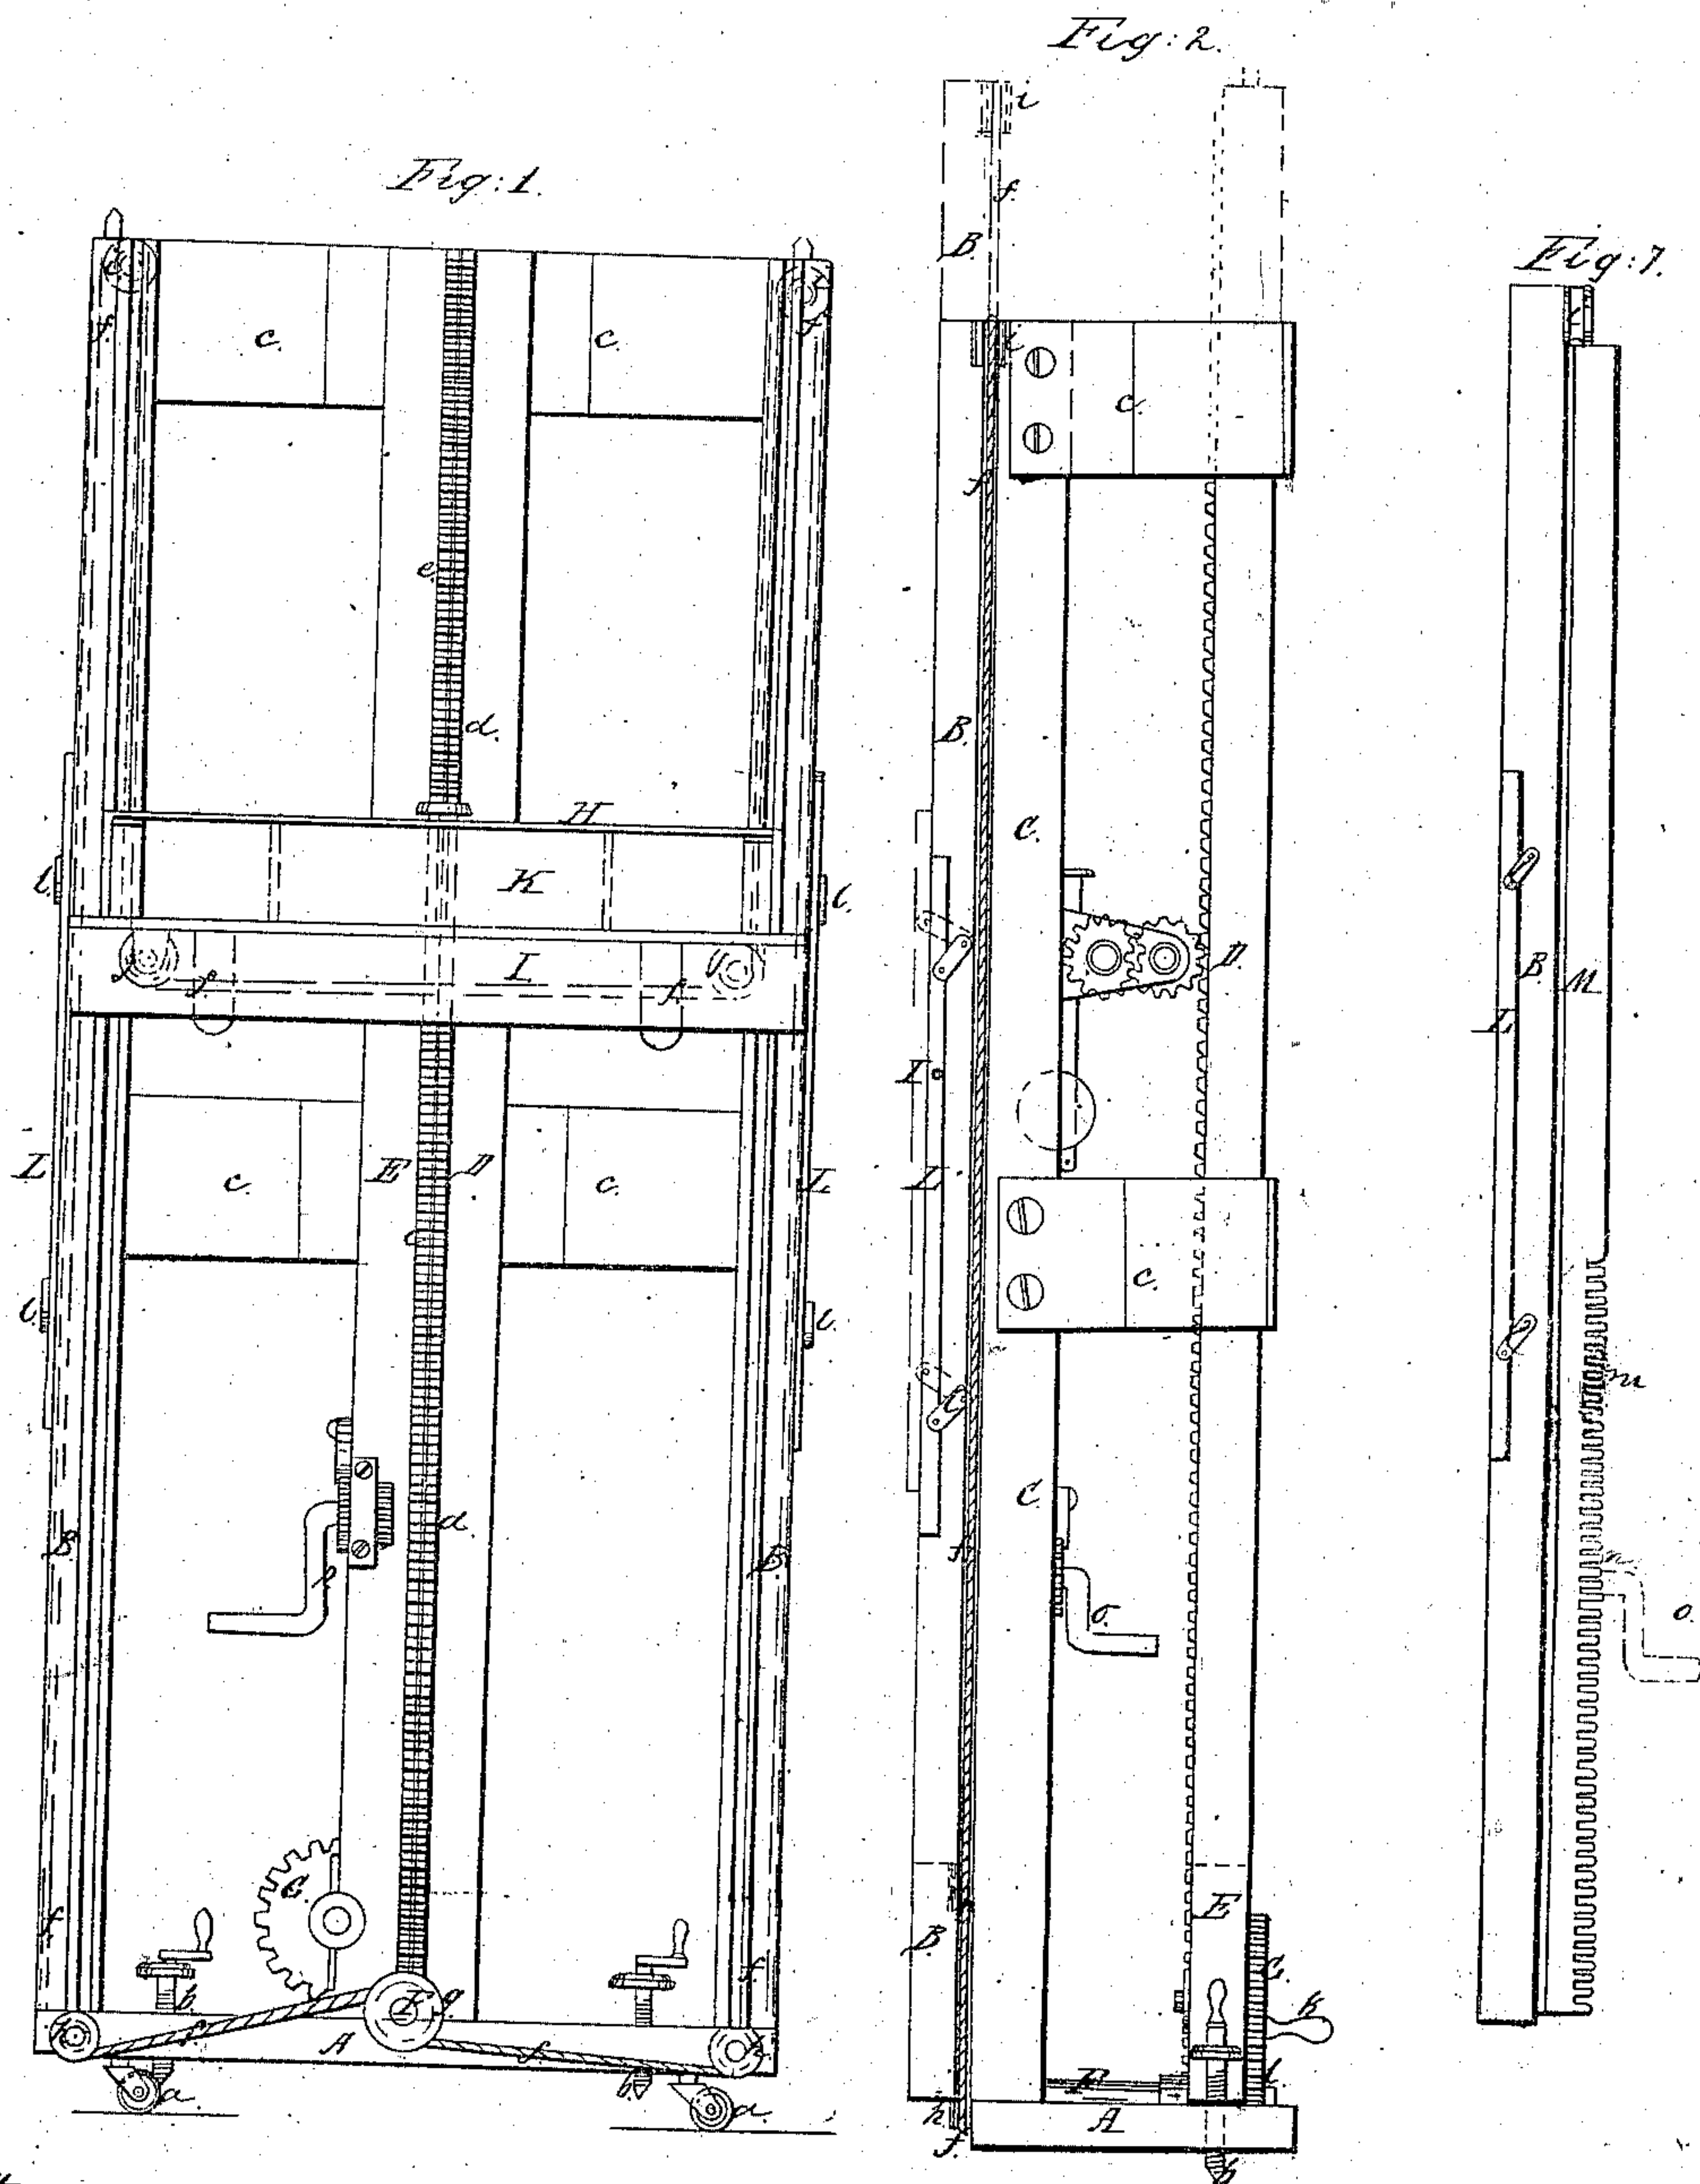 Fig: 2.
i
Fig: 1.
f.
B.
Fig: 7.
f.
c.
c.
f
i
i
c.
f
e.
d.
B.
H
C.
l.
K
l.
f.
I
f.
D.
B.
M
L
I
L
c.
E
D
c.
L
L
c.
l.
l.
m
d.
C.
B
B
f
n.
o.
o.
G.
f
E
b.
f.
B.
G.
F
g
k
h
f
A
f
h
F
l.
a.
b.
a.
h
A
f.
b